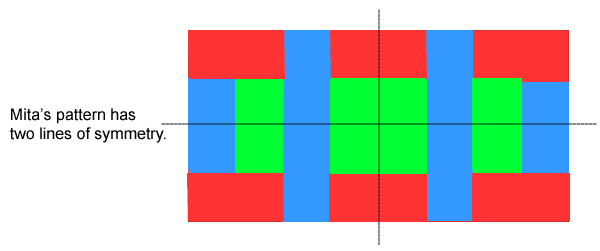 Mita's pattern has
two lines of symmetry.